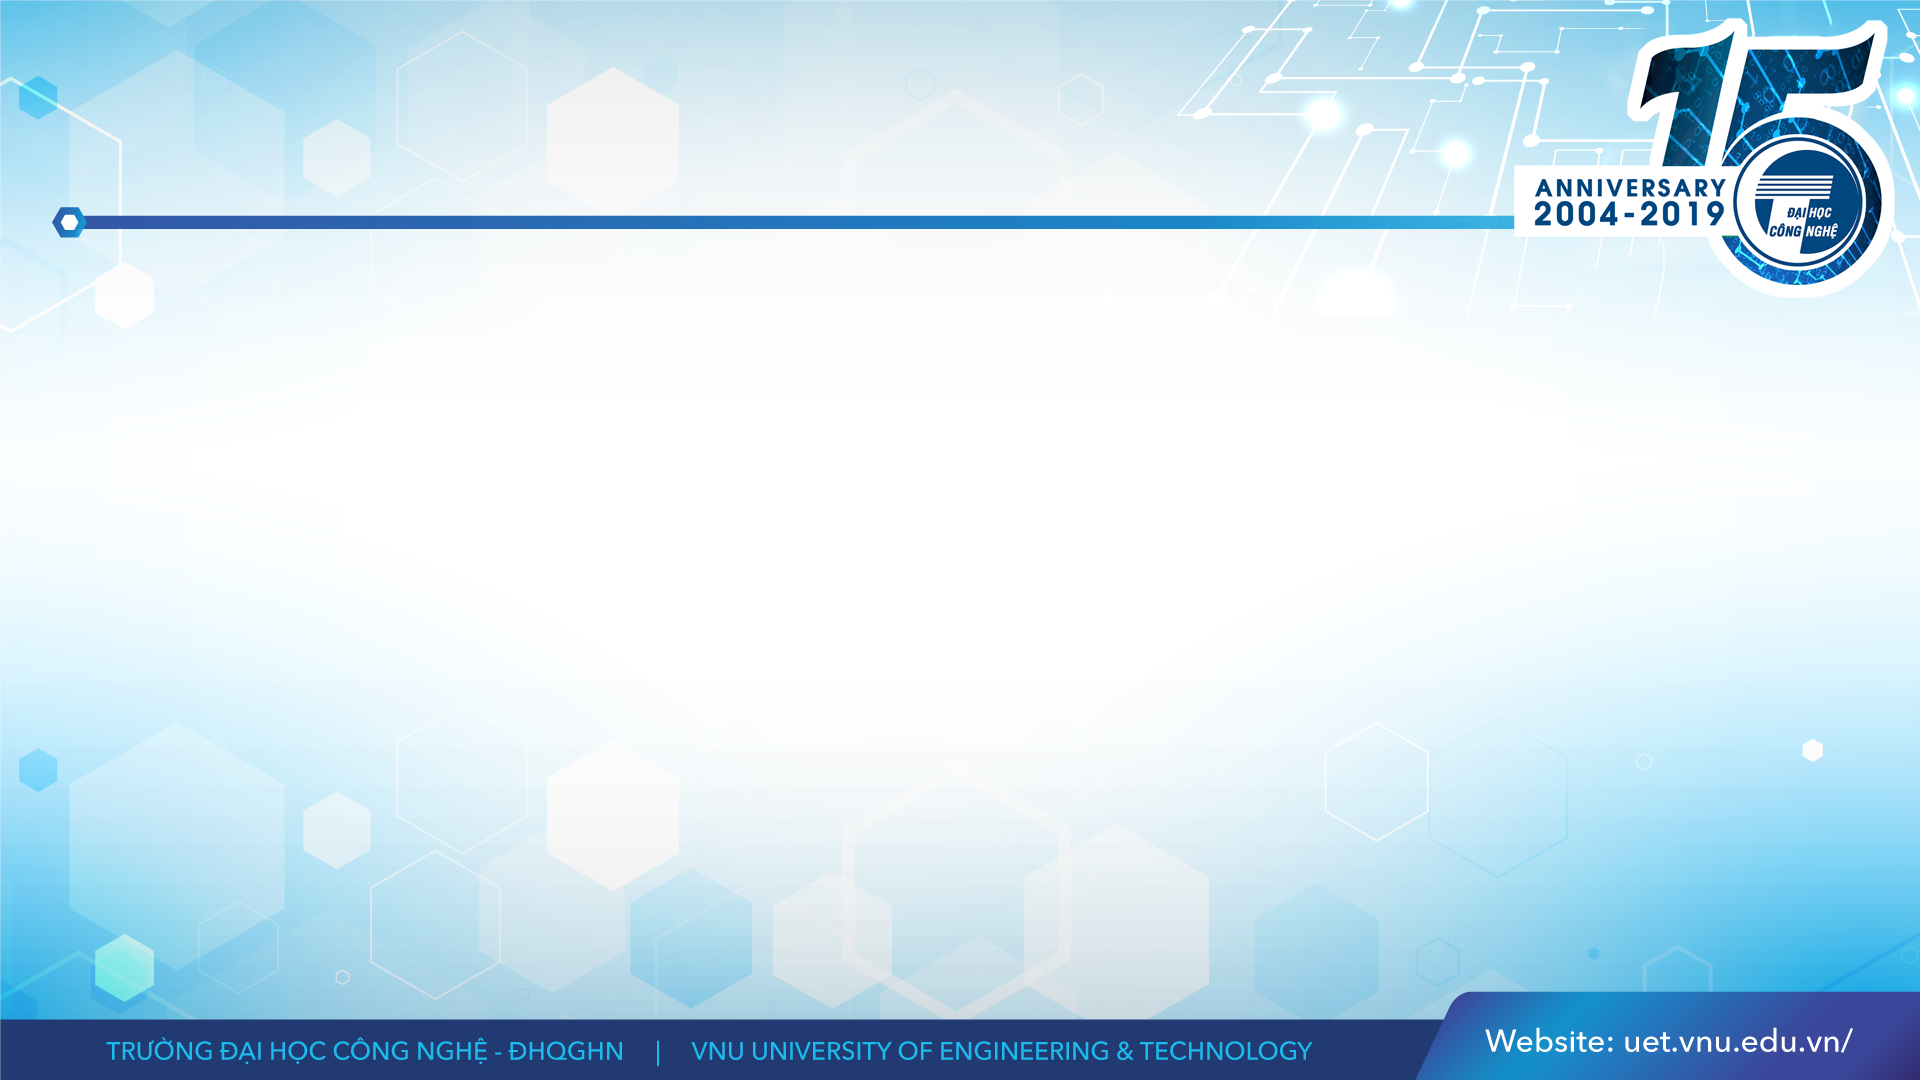 15
ANNIVERSARY
2004-2019
ĐẠI HỌC
CÔNG NGHỆ
TRƯỜNG ĐẠI HỌC CÔNG NGHỆ - ĐHQGHN | VNU UNIVERSITY OF ENGINEERING & TECHNOLOGY
Website: uet.vnu.edu.vn/